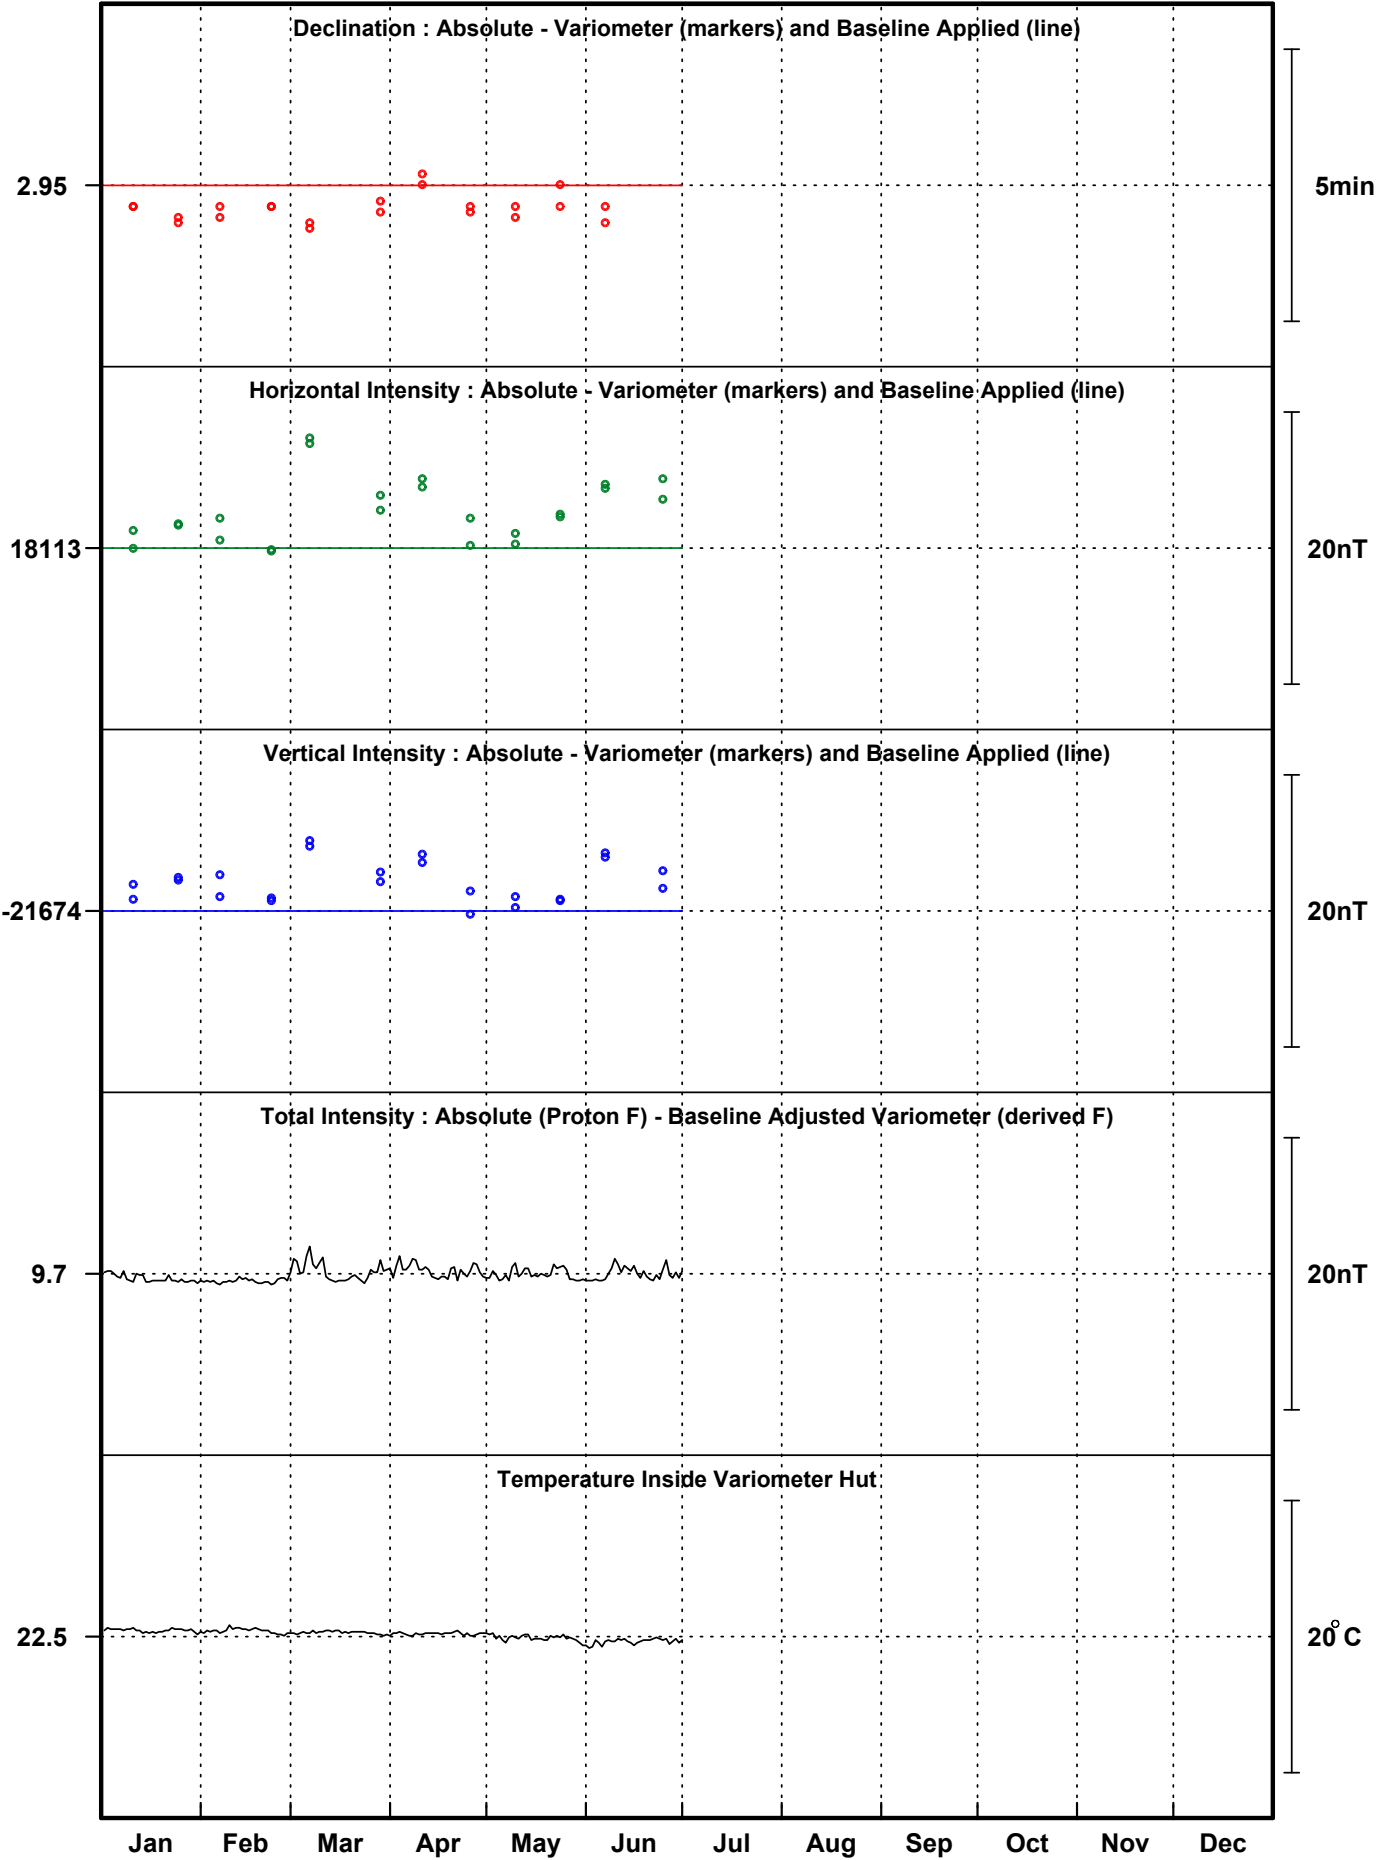 Declination : Absolute - Variometer (markers) and Baseline Applied (line)
2.95
5min
Horizontal Intensity : Absolute - Variometer (markers) and Baseline Applied (line)
18113
20nT
Vertical Intensity : Absolute - Variometer (markers) and Baseline Applied (line)
-21674
20nT
Total Intensity : Absolute (Proton F) - Baseline Adjusted Variometer (derived F)
9.7
20nT
Temperature Inside Variometer Hut
22.5
20°C
Jan Feb Mar Apr May Jun Jul Aug Sep Oct Nov Dec